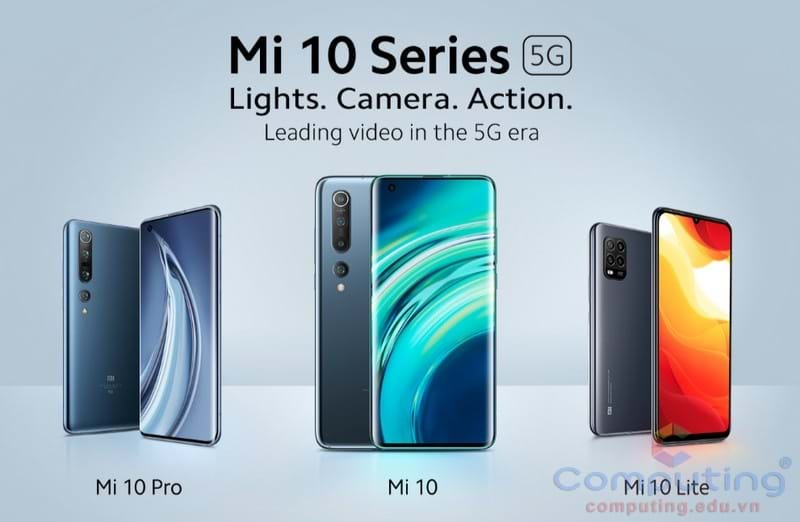 Mi 10 Series 5G
Lights. Camera. Action.
Leading video in the 5G era
Mi 10 Pro
Mi 10
Mi 10 Lite
Computing®
computing.edu.vn